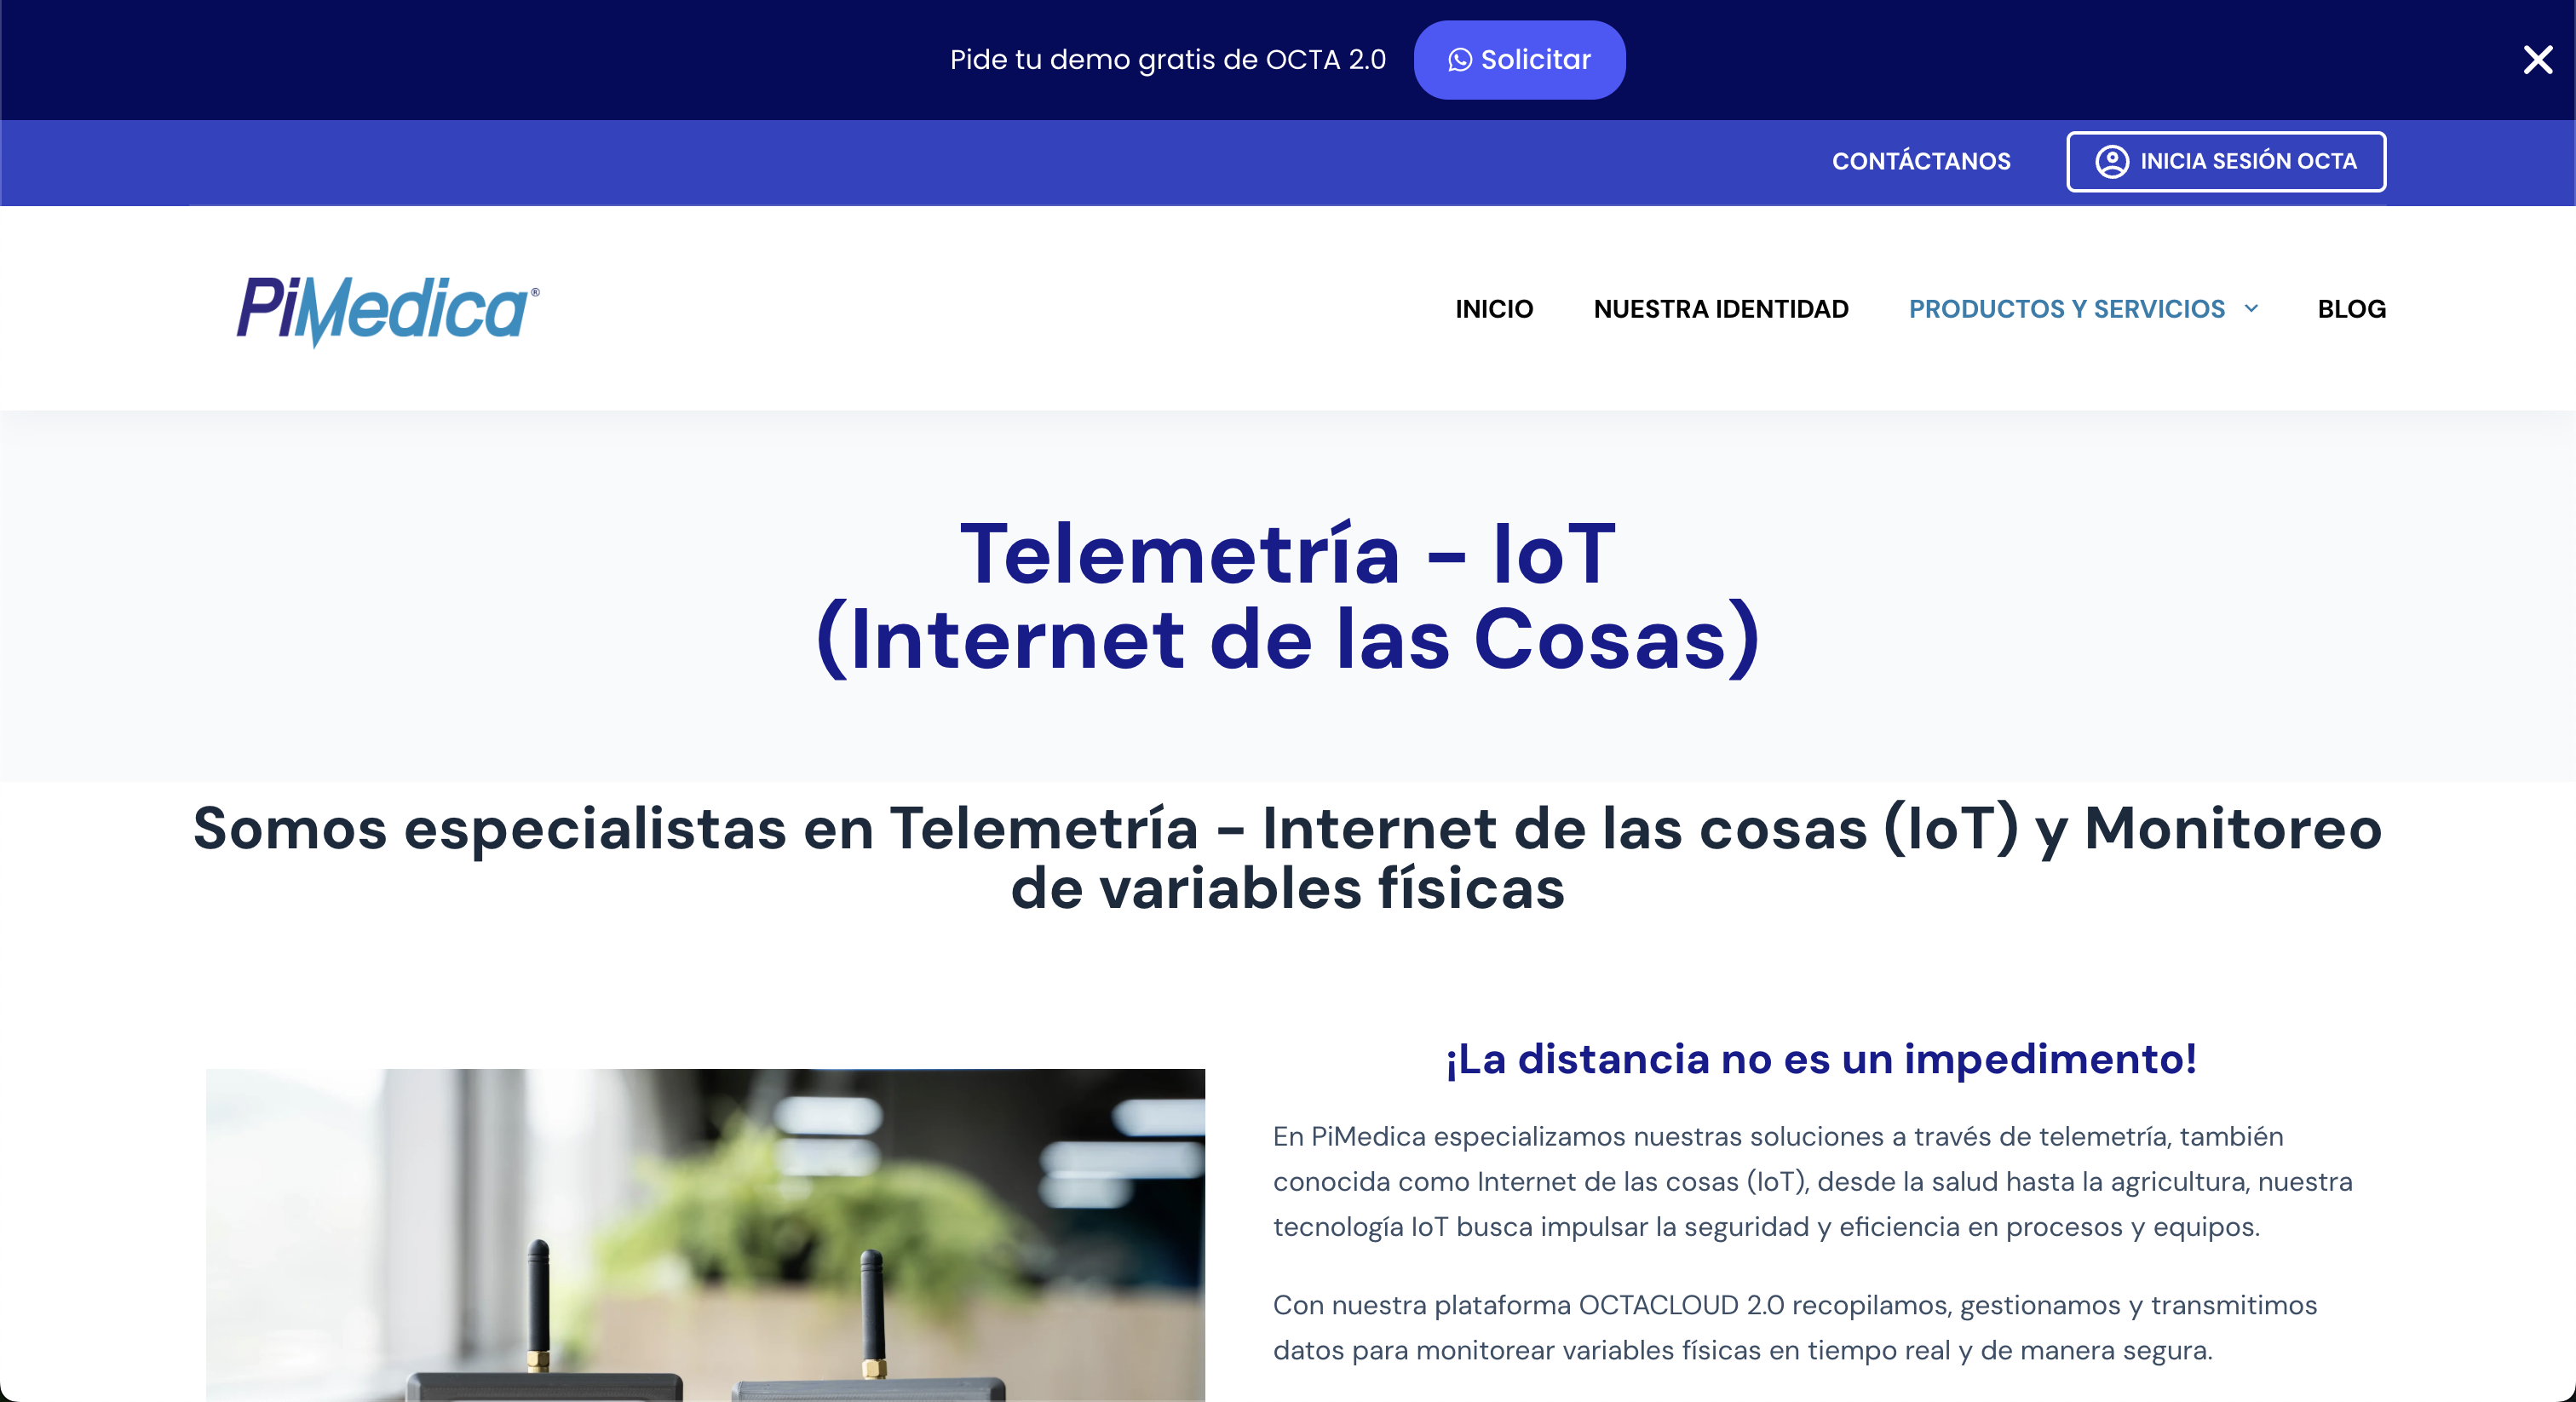 Pide tu demo gratis de OCTA 2.0
Solicitar
CONTÁCTANOS
INICIA SESIÓN OCTA
PiMedica®
INICIO
NUESTRA IDENTIDAD
PRODUCTOS Y SERVICIOS
BLOG
Telemetría - IoT
(Internet de las Cosas)
Somos especialistas en Telemetría - Internet de las cosas (IoT) y Monitoreo
de variables físicas
¡La distancia no es un impedimento!
En PiMedica especializamos nuestras soluciones a través de telemetría, también
conocida como Internet de las cosas (IoT), desde la salud hasta la agricultura, nuestra
tecnología IoT busca impulsar la seguridad y eficiencia en procesos y equipos.
Con nuestra plataforma OCTACLOUD 2.0 recopilamos, gestionamos y transmitimos
datos para monitorear variables físicas en tiempo real y de manera segura.